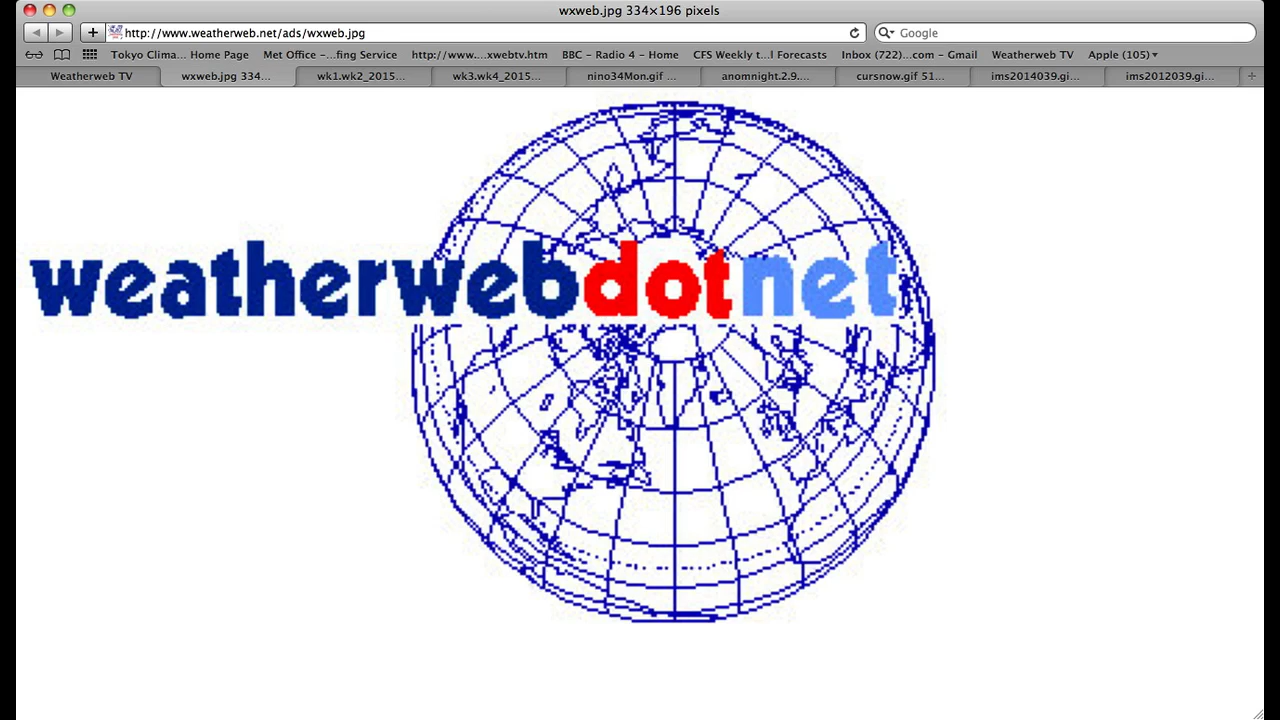 wxweb.jpg 334×196 pixels
http://www.weatherweb.net/ads/wxweb.jpg
Google
Tokyo Clima... Home Page Met Office -...fing Service http://www....xwebtv.htm BBC - Radio 4 - Home CFS Weekly t...l Forecasts Inbox (722)...com - Gmail Weatherweb TV Apple (105)
Weatherweb TV wxweb.jpg 334... wk1.wk2_2015... wk3.wk4_2015... nino34Mon.gif ... anomnight.2.9.... cursnow.gif 51... ims2014039.gi... ims2012039.gi...
weatherwebdotnet